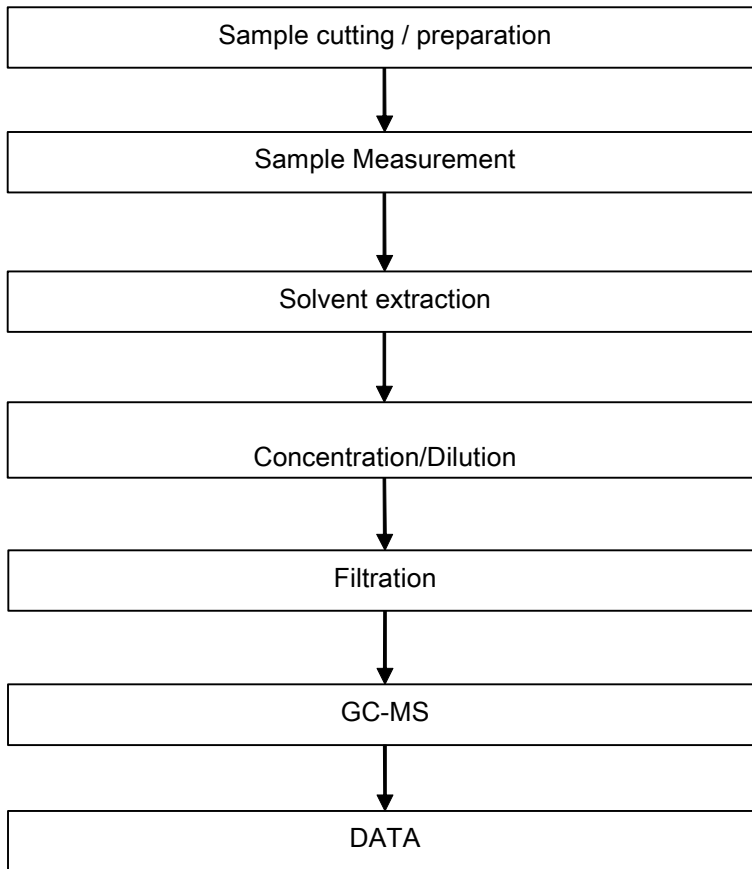 Sample cutting / preparation
Sample Measurement
Solvent extraction
Concentration/Dilution
Filtration
GC-MS
DATA